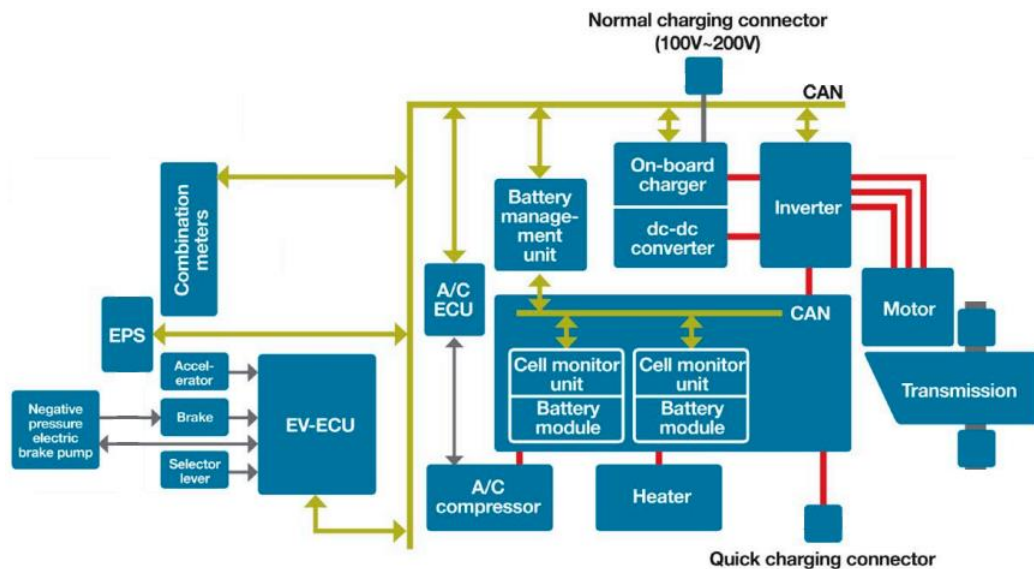 Normal charging connector
(100V~200V)
CAN
Combination
meters
EPS
Accel-
erator
Negative
pressure
electric
brake pump
Brake
Selector
lever
EV-ECU
A/C
ECU
Battery
manage-
ment
unit
On-board
charger
dc-dc
converter
Inverter
Motor
Transmission
CAN
Cell monitor
unit
Battery
module
Cell monitor
unit
Battery
module
A/C
compressor
Heater
Quick charging connector